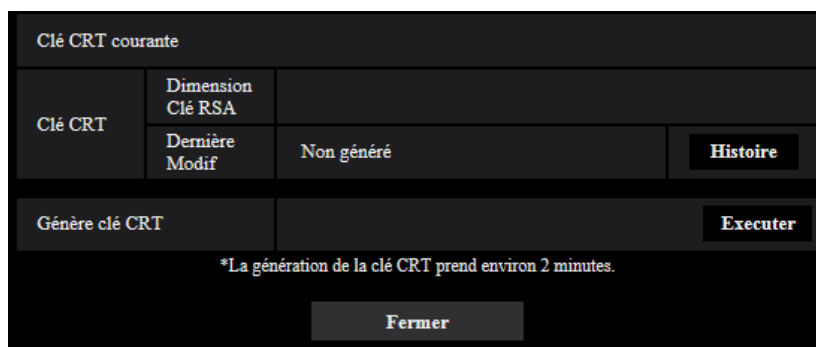 Clé CRT courante
Clé CRT
Dimension
Clé RSA
Dernière
Modif
Non généré
Histoire
Génère clé CRT
Executer
*La génération de la clé CRT prend environ 2 minutes.
Fermer